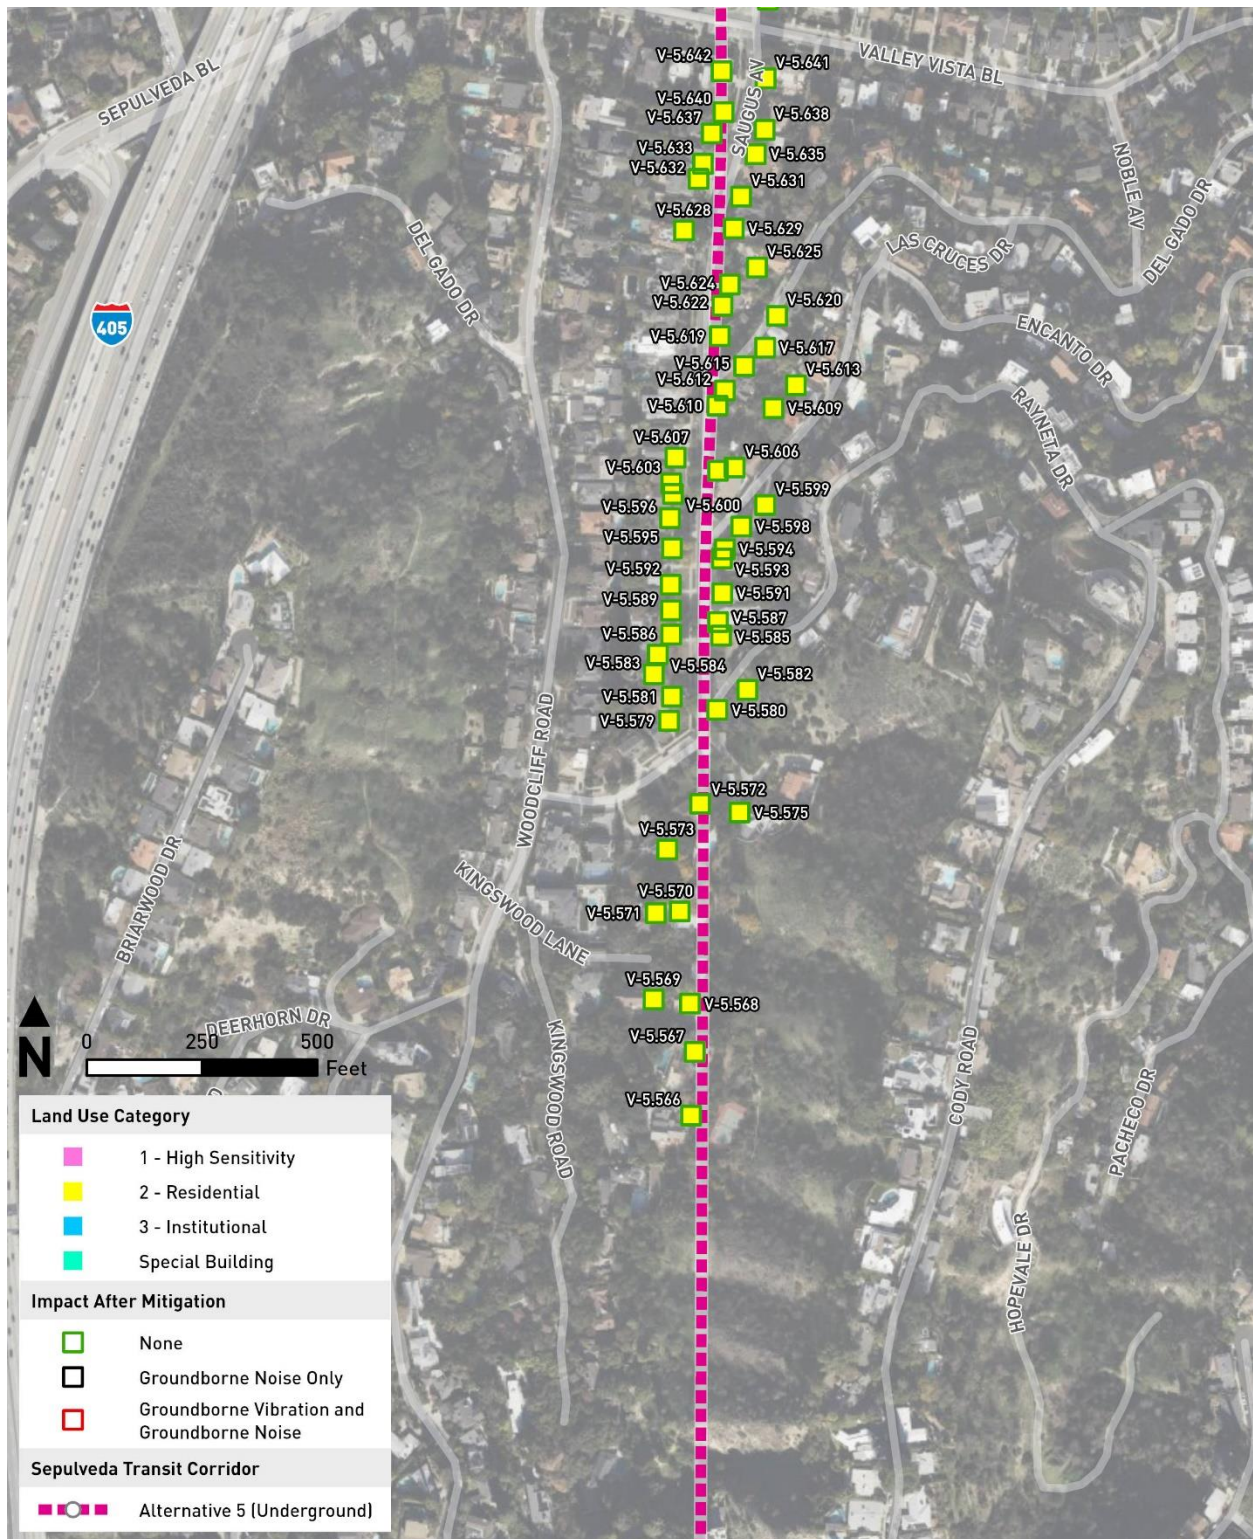 V-5.642
V-5.641
VALLEY VISTA BL
SEPULVEDA BL
V-5.640
SAUGUS AV
V-5.637
V-5.638
V-5.633
V-5.635
V-5.632
NOBLE AV
V-5.631
DEL GADO DR
V-5.628
V-5.629
DEL GADO DR
LAS CRUCES DR
V-5.625
V-5.624
V-5.622
V-5.620
405
V-5.619
ENCANTO DR
V-5.617
V-5.615
V-5.612
V-5.613
V-5.610
V-5.609
RAYNETA DR
V-5.607
V-5.606
V-5.603
V-5.599
V-5.596
V-5.600
V-5.598
V-5.595
V-5.594
V-5.592
V-5.593
V-5.591
V-5.589
V-5.587
V-5.586
V-5.585
V-5.583
V-5.584
V-5.582
V-5.581
V-5.580
V-5.579
WOODCLIFF ROAD
V-5.572
V-5.575
V-5.573
BRIARWOOD DR
KINGSWOOD LANE
V-5.570
V-5.571
V-5.569
V-5.568
N
0 250 500
Feet
DEERHORN DR
V-5.567
KINGSWOOD ROAD
CODY ROAD
V-5.566
PACHECO DR
HOPEVALE DR
Land Use Category
1 - High Sensitivity
2 - Residential
3 - Institutional
Special Building
Impact After Mitigation
None
Groundborne Noise Only
Groundborne Vibration and
Groundborne Noise
Sepulveda Transit Corridor
Alternative 5 (Underground)